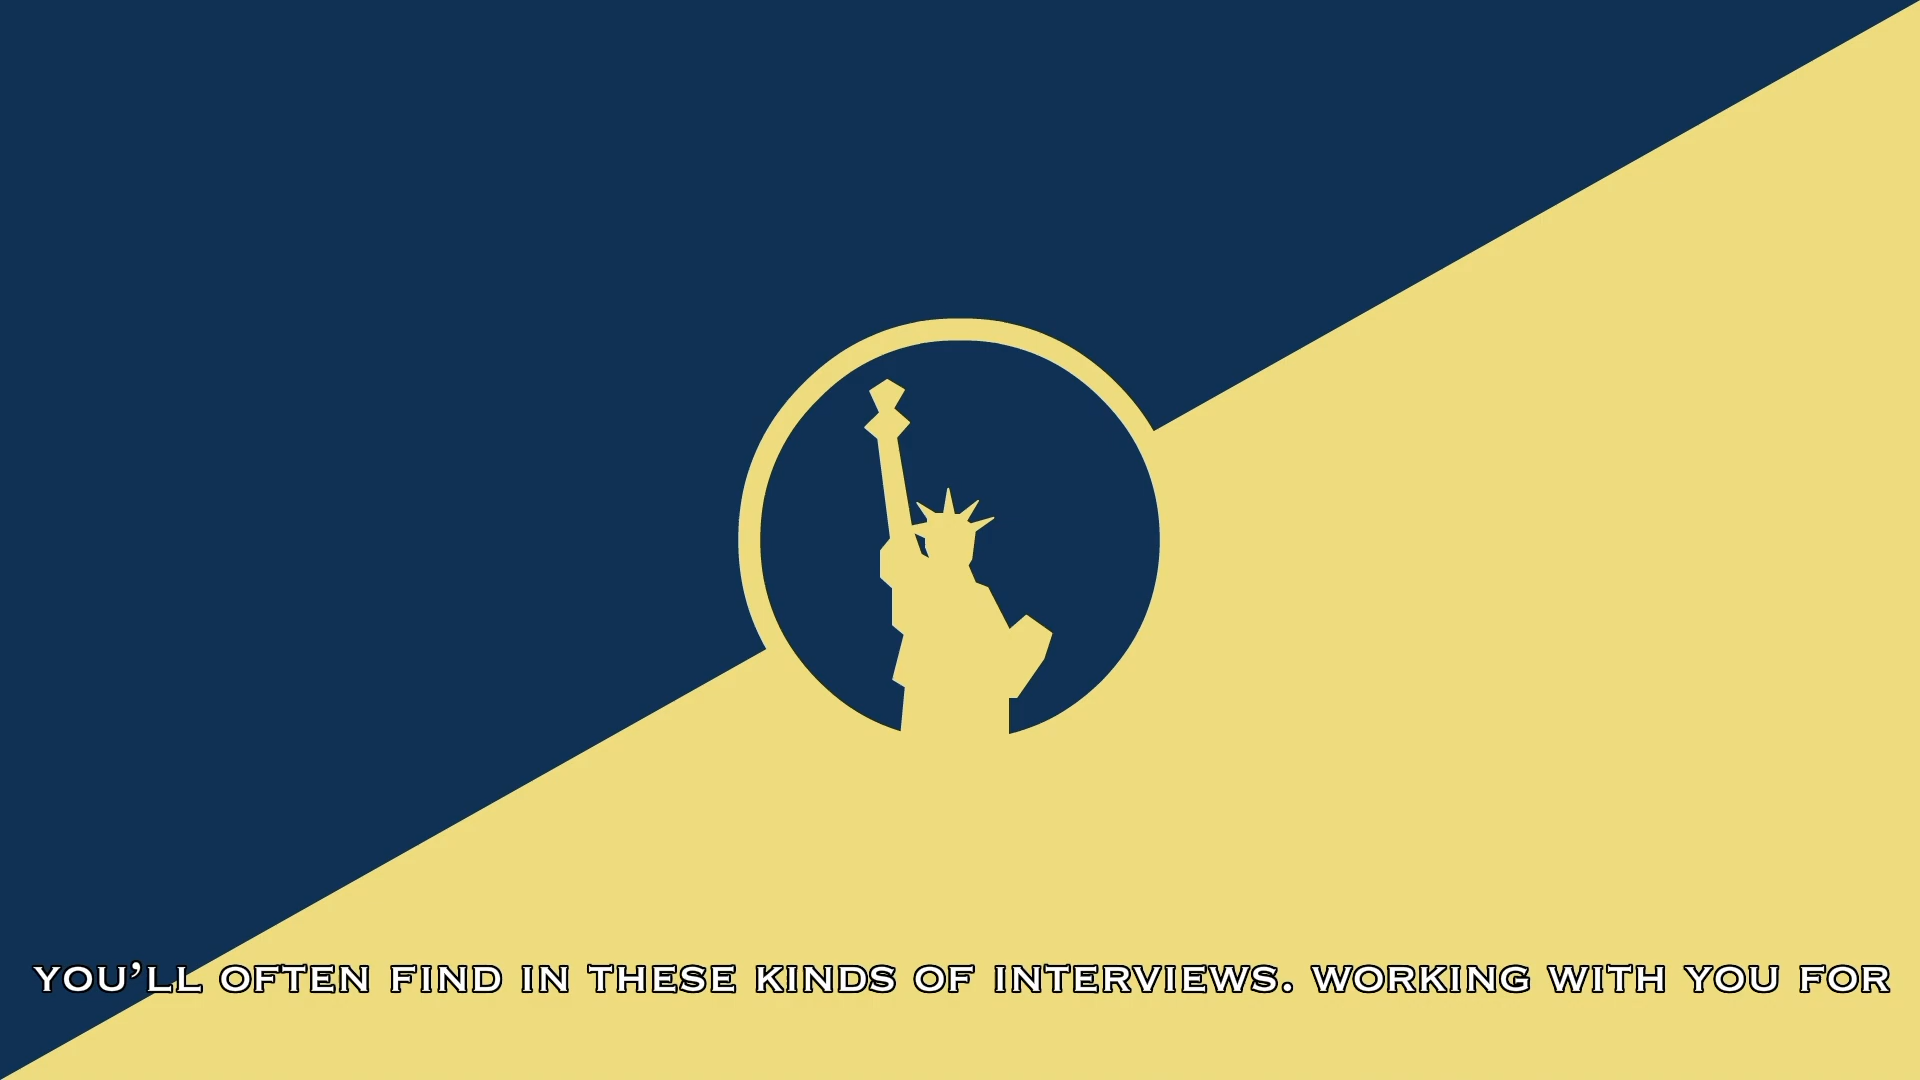 YOU’LL OFTEN FIND IN THESE KINDS OF INTERVIEWS. WORKING WITH YOU FOR